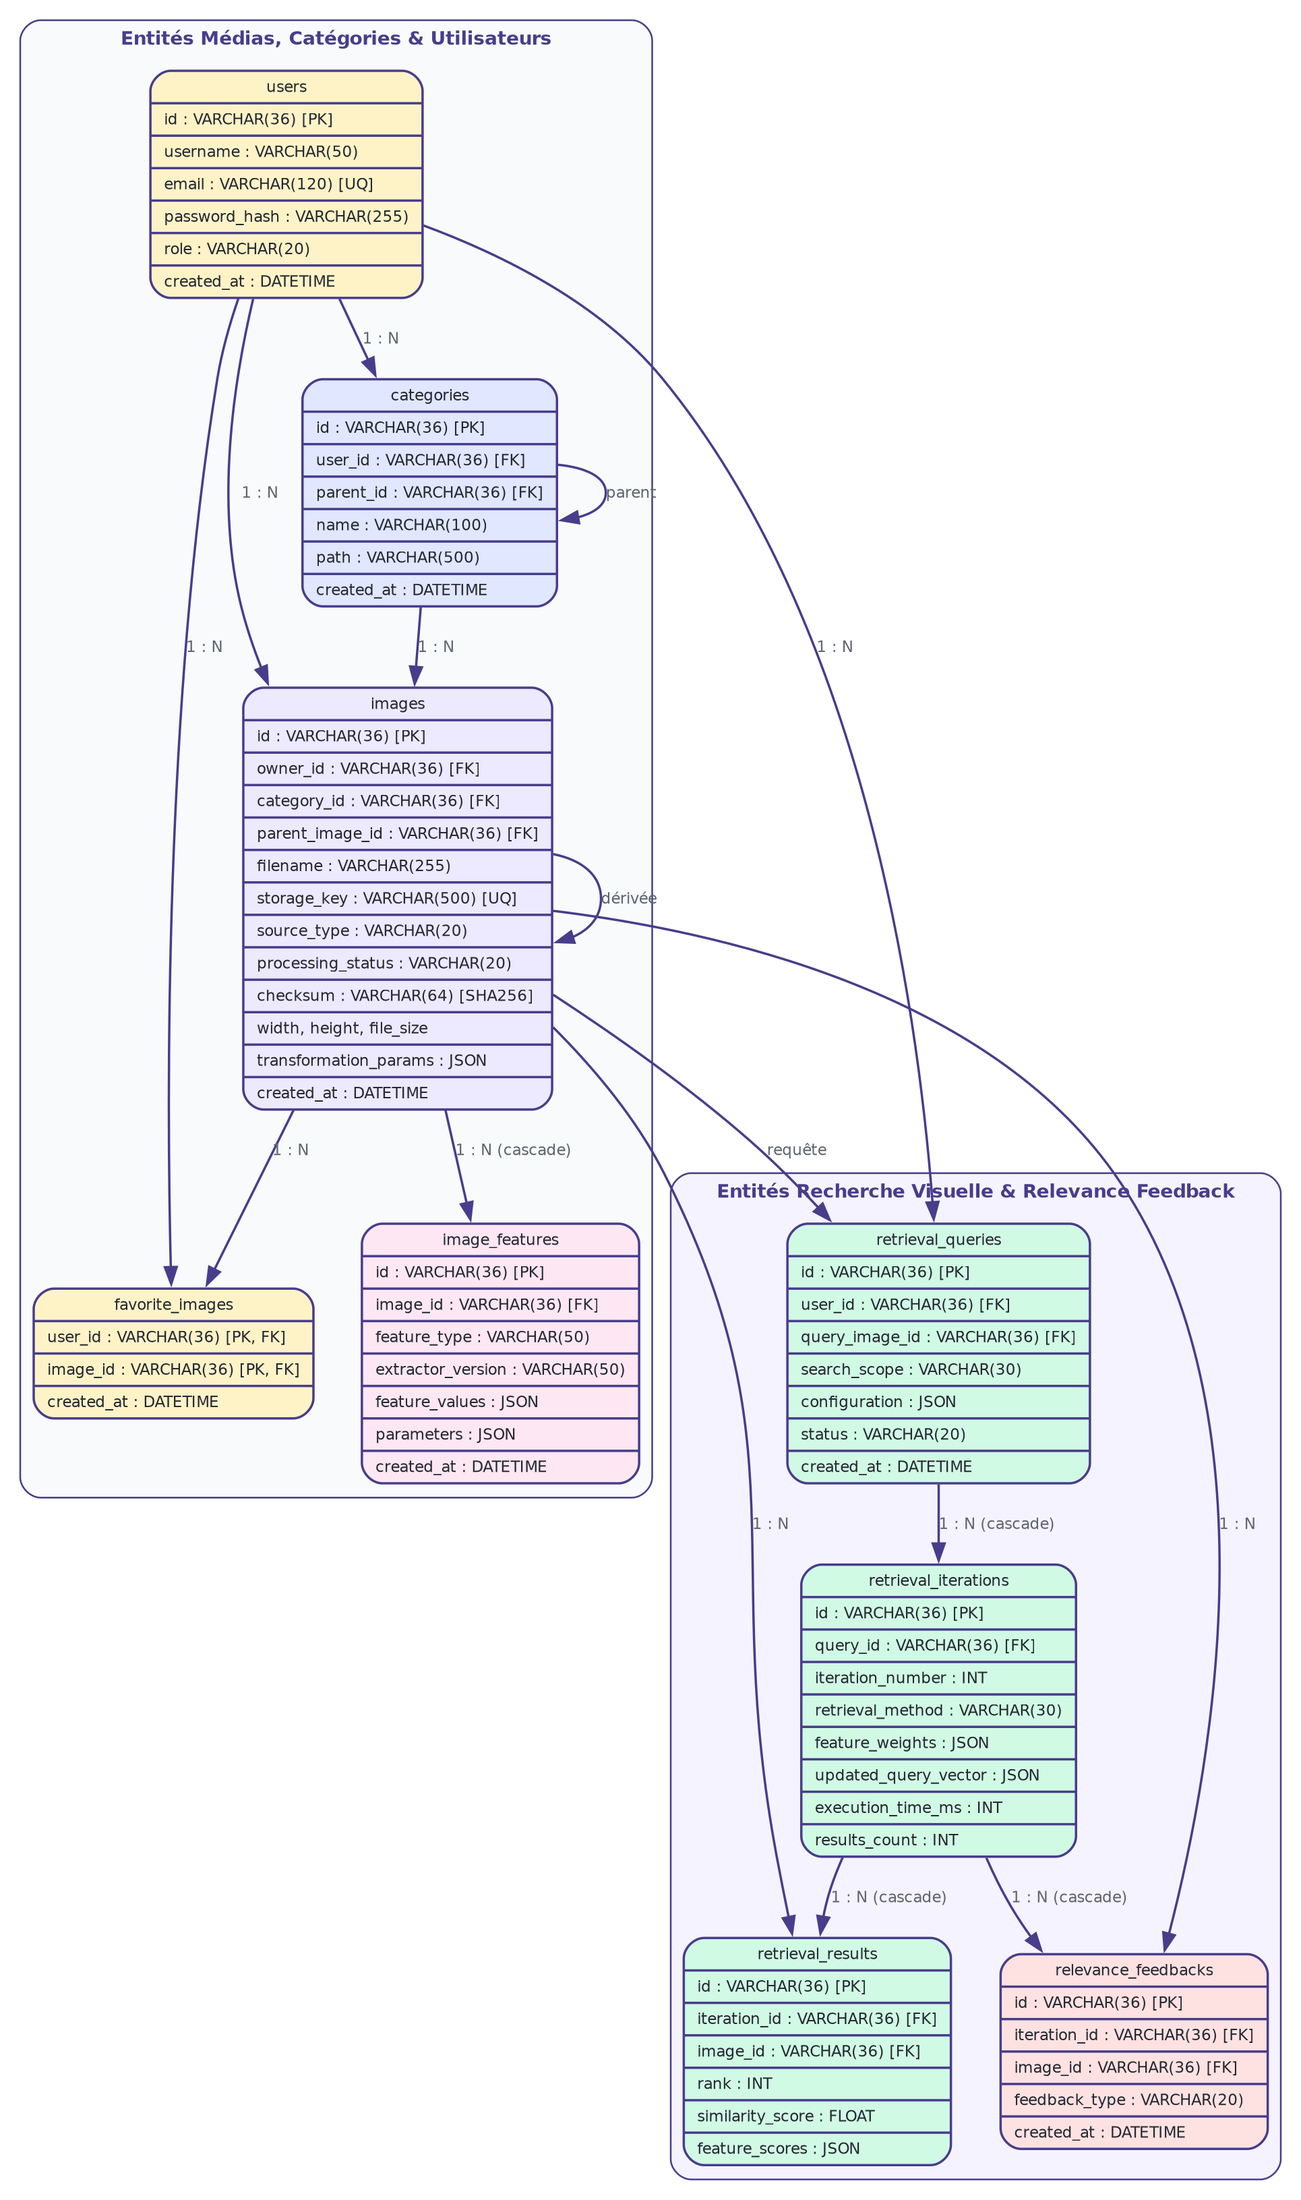 Entités Médias, Catégories & Utilisateurs
users
id : VARCHAR(36) [PK]
username : VARCHAR(50)
email : VARCHAR(120) [UQ]
password_hash : VARCHAR(255)
role : VARCHAR(20)
created_at : DATETIME
1 : N
categories
id : VARCHAR(36) [PK]
user_id : VARCHAR(36) [FK]
parent_id : VARCHAR(36) [FK]
name : VARCHAR(100)
path : VARCHAR(500)
created_at : DATETIME
parent
1 : N
1 : N
1 : N
1 : N
images
id : VARCHAR(36) [PK]
owner_id : VARCHAR(36) [FK]
category_id : VARCHAR(36) [FK]
parent_image_id : VARCHAR(36) [FK]
filename : VARCHAR(255)
storage_key : VARCHAR(500) [UQ]
source_type : VARCHAR(20)
processing_status : VARCHAR(20)
checksum : VARCHAR(64) [SHA256]
width, height, file_size
transformation_params : JSON
created_at : DATETIME
dérivée
1 : N
1 : N (cascade)
requête
favorite_images
user_id : VARCHAR(36) [PK, FK]
image_id : VARCHAR(36) [PK, FK]
created_at : DATETIME
image_features
id : VARCHAR(36) [PK]
image_id : VARCHAR(36) [FK]
feature_type : VARCHAR(50)
extractor_version : VARCHAR(50)
feature_values : JSON
parameters : JSON
created_at : DATETIME
Entités Recherche Visuelle & Relevance Feedback
retrieval_queries
id : VARCHAR(36) [PK]
user_id : VARCHAR(36) [FK]
query_image_id : VARCHAR(36) [FK]
search_scope : VARCHAR(30)
configuration : JSON
status : VARCHAR(20)
created_at : DATETIME
1 : N
1 : N (cascade)
1 : N
retrieval_iterations
id : VARCHAR(36) [PK]
query_id : VARCHAR(36) [FK]
iteration_number : INT
retrieval_method : VARCHAR(30)
feature_weights : JSON
updated_query_vector : JSON
execution_time_ms : INT
results_count : INT
1 : N (cascade)
1 : N (cascade)
retrieval_results
id : VARCHAR(36) [PK]
iteration_id : VARCHAR(36) [FK]
image_id : VARCHAR(36) [FK]
rank : INT
similarity_score : FLOAT
feature_scores : JSON
relevance_feedbacks
id : VARCHAR(36) [PK]
iteration_id : VARCHAR(36) [FK]
image_id : VARCHAR(36) [FK]
feedback_type : VARCHAR(20)
created_at : DATETIME